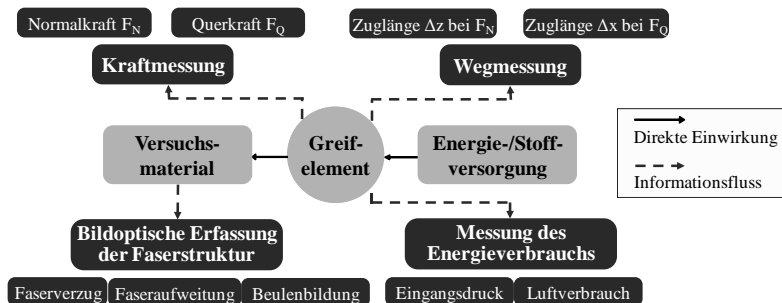 Normalkraft F_N
Querkraft F_Q
Zuglänge Δz bei F_N
Zuglänge Δx bei F_Q
Kraftmessung
Wegmessung
Versuchs-
material
Greif-
element
Energie-/Stoff-
versorgung
Direkte Einwirkung
Informationsfluss
Bildoptische Erfassung
der Faserstruktur
Messung des
Energieverbrauchs
Faserverzug
Faseraufweitung
Beulenbildung
Eingangsdruck
Luftverbrauch